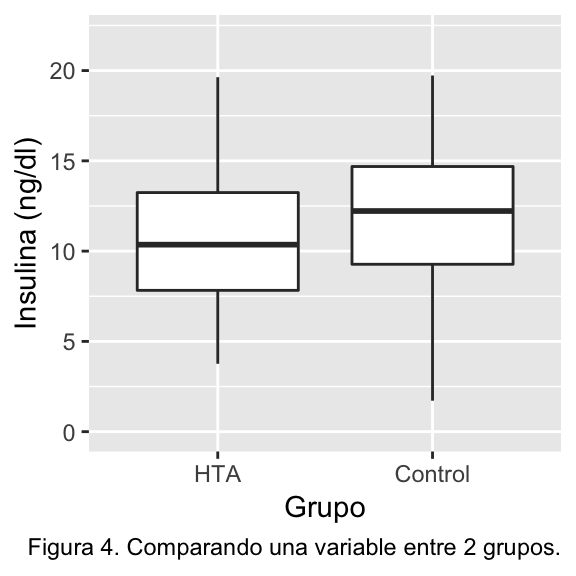 20
15
10
5
0
Insulina (ng/dl)
HTA Control
Grupo
Figura 4. Comparando una variable entre 2 grupos.